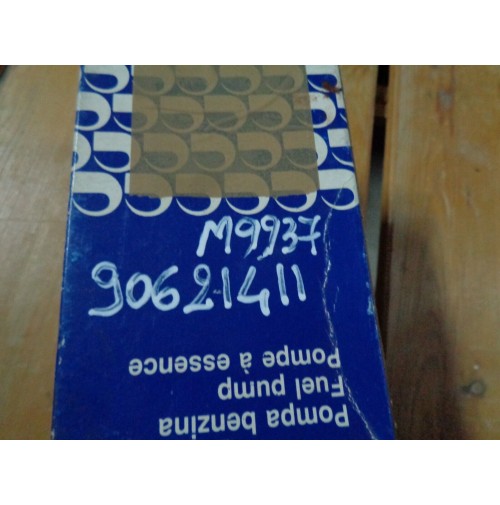 M9937
90621411
Pompa benzina
Fuel pump
Pompe à essence